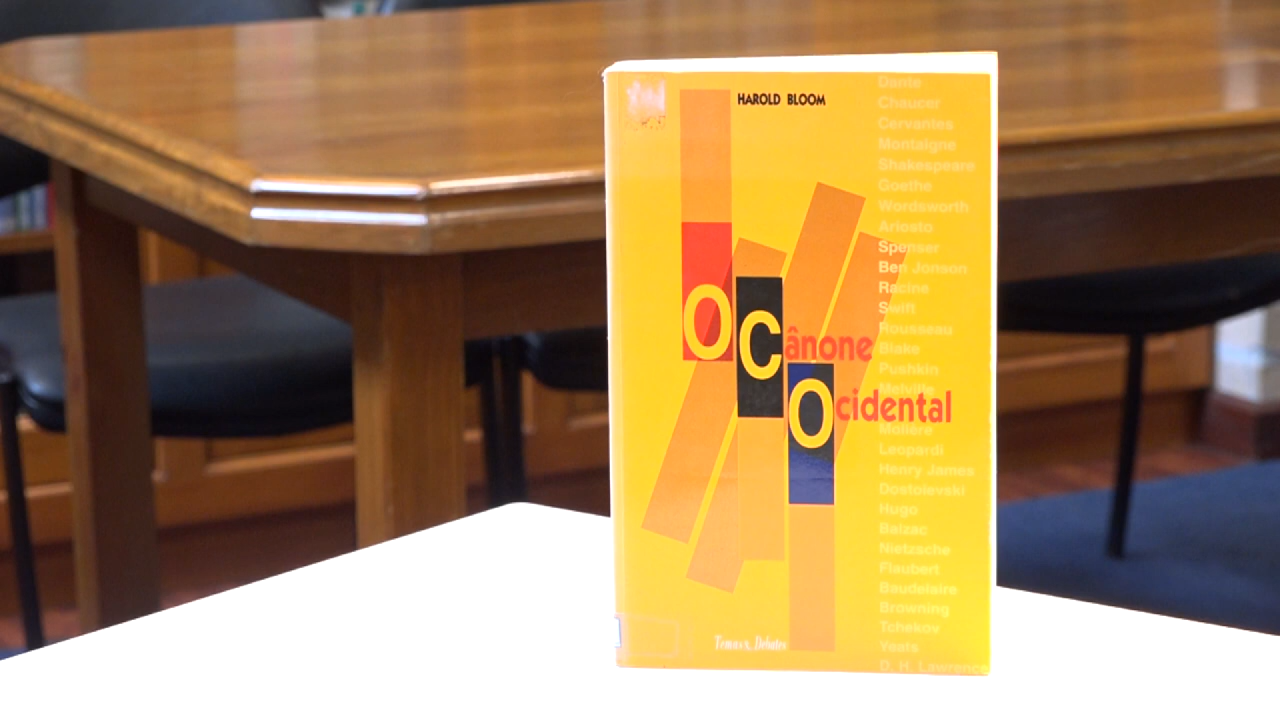 HAROLD BLOOM
O Cânone
Ocidental
Dante
Chaucer
Cervantes
Montaigne
Shakespeare
Goethe
Wordsworth
Ariosto
Spenser
Ben Jonson
Racine
Swift
Rousseau
Blake
Pushkin
Melville
Molière
Leopardi
Henry James
Dostoievski
Hugo
Balzac
Nietzsche
Flaubert
Baudelaire
Browning
Tchekov
Yeats
D. H. Lawrence
Temas e Debates